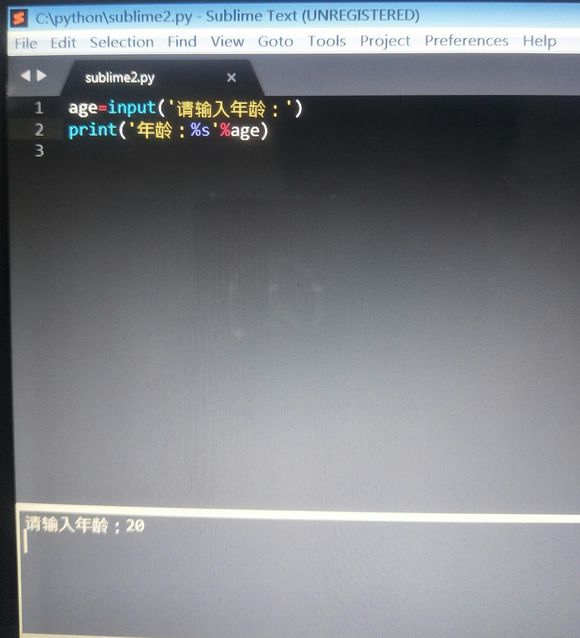 C:\python\sublime2.py - Sublime Text (UNREGISTERED)
File Edit Selection Find View Goto Tools Project Preferences Help
sublime2.py
1 age=input('请输入年龄：')
2 print('年龄：%s'%age)
3
请输入年龄：20